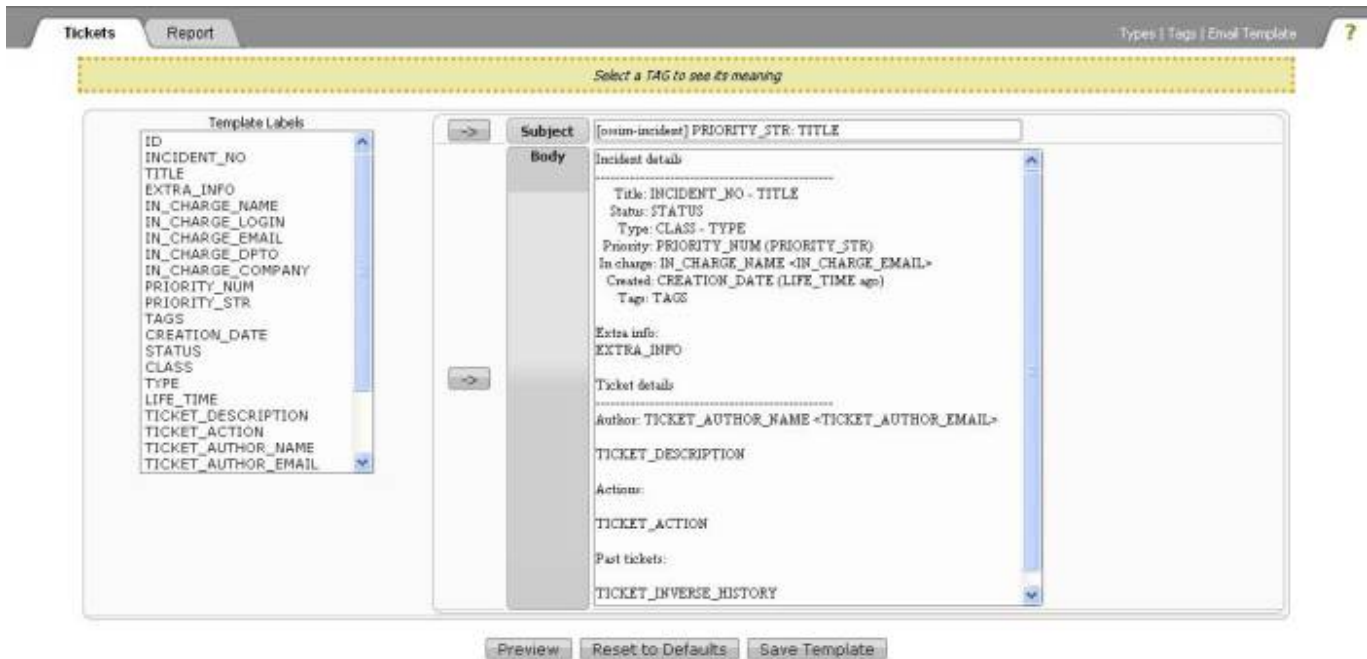 Tickets Report Types | Tags | Email Template ?
Select a TAG to see its meaning
Template Labels
ID
INCIDENT_NO
TITLE
EXTRA_INFO
IN_CHARGE_NAME
IN_CHARGE_LOGIN
IN_CHARGE_EMAIL
IN_CHARGE_DPTO
IN_CHARGE_COMPANY
PRIORITY_NUM
PRIORITY_STR
TAGS
CREATION_DATE
STATUS
CLASS
TYPE
LIFE_TIME
TICKET_DESCRIPTION
TICKET_ACTION
TICKET_AUTHOR_NAME
TICKET_AUTHOR_EMAIL
-> Subject [ossim-incident] PRIORITY_STR: TITLE
-> Body
Incident details
Title: INCIDENT_NO - TITLE
Status: STATUS
Type: CLASS - TYPE
Priority: PRIORITY_NUM (PRIORITY_STR)
In charge: IN_CHARGE_NAME <IN_CHARGE_EMAIL>
Created: CREATION_DATE (LIFE_TIME ago)
Tags: TAGS
Extra info:
EXTRA_INFO
Ticket details
Author: TICKET_AUTHOR_NAME <TICKET_AUTHOR_EMAIL>
TICKET_DESCRIPTION
Actions:
TICKET_ACTION
Past tickets:
TICKET_INVERSE_HISTORY
Preview Reset to Defaults Save Template